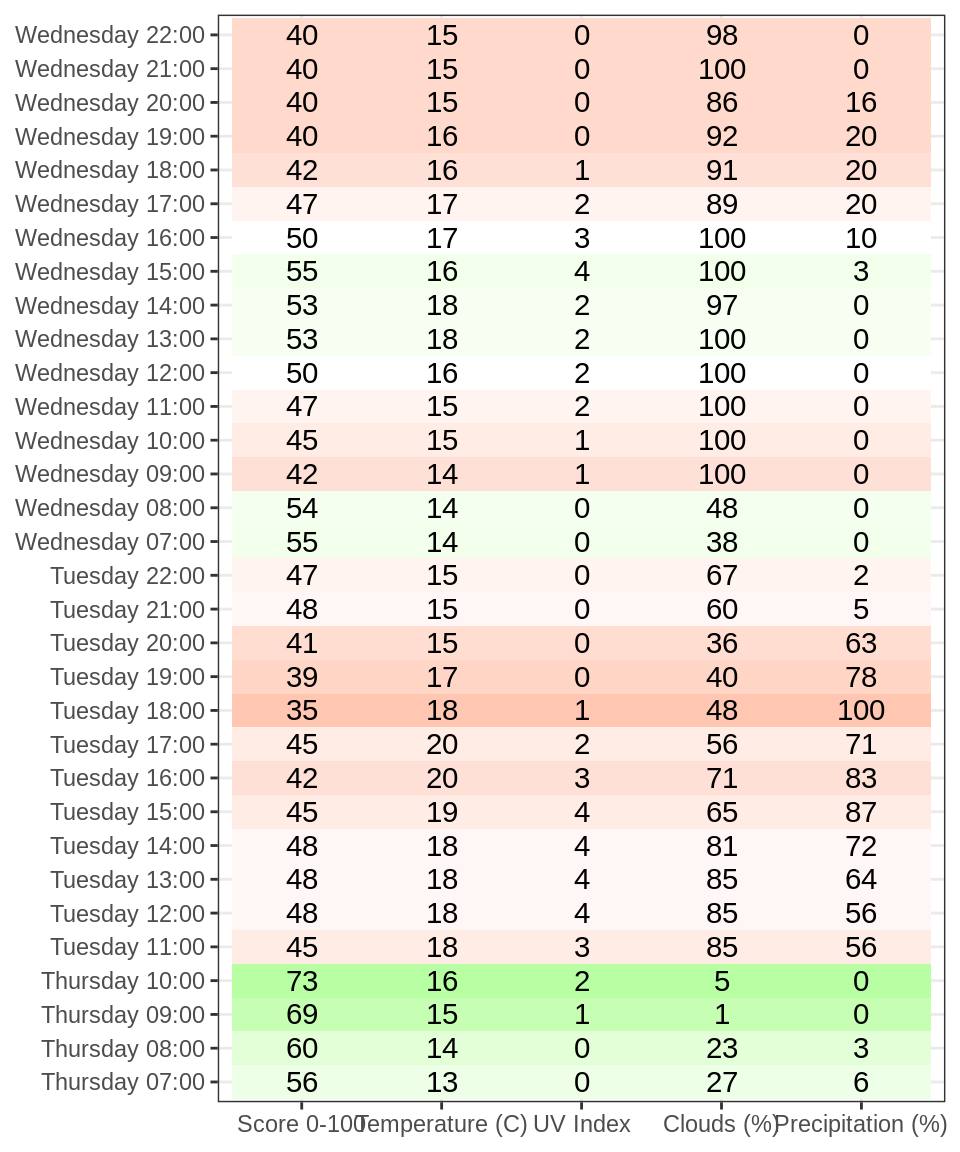 Wednesday 22:00 40 15 0 98 0
Wednesday 21:00 40 15 0 100 0
Wednesday 20:00 40 15 0 86 16
Wednesday 19:00 40 16 0 92 20
Wednesday 18:00 42 16 1 91 20
Wednesday 17:00 47 17 2 89 20
Wednesday 16:00 50 17 3 100 10
Wednesday 15:00 55 16 4 100 3
Wednesday 14:00 53 18 2 97 0
Wednesday 13:00 53 18 2 100 0
Wednesday 12:00 50 16 2 100 0
Wednesday 11:00 47 15 2 100 0
Wednesday 10:00 45 15 1 100 0
Wednesday 09:00 42 14 1 100 0
Wednesday 08:00 54 14 0 48 0
Wednesday 07:00 55 14 0 38 0
Tuesday 22:00 47 15 0 67 2
Tuesday 21:00 48 15 0 60 5
Tuesday 20:00 41 15 0 36 63
Tuesday 19:00 39 17 0 40 78
Tuesday 18:00 35 18 1 48 100
Tuesday 17:00 45 20 2 56 71
Tuesday 16:00 42 20 3 71 83
Tuesday 15:00 45 19 4 65 87
Tuesday 14:00 48 18 4 81 72
Tuesday 13:00 48 18 4 85 64
Tuesday 12:00 48 18 4 85 56
Tuesday 11:00 45 18 3 85 56
Thursday 10:00 73 16 2 5 0
Thursday 09:00 69 15 1 1 0
Thursday 08:00 60 14 0 23 3
Thursday 07:00 56 13 0 27 6
Score 0-100 Temperature (C) UV Index Clouds (%) Precipitation (%)